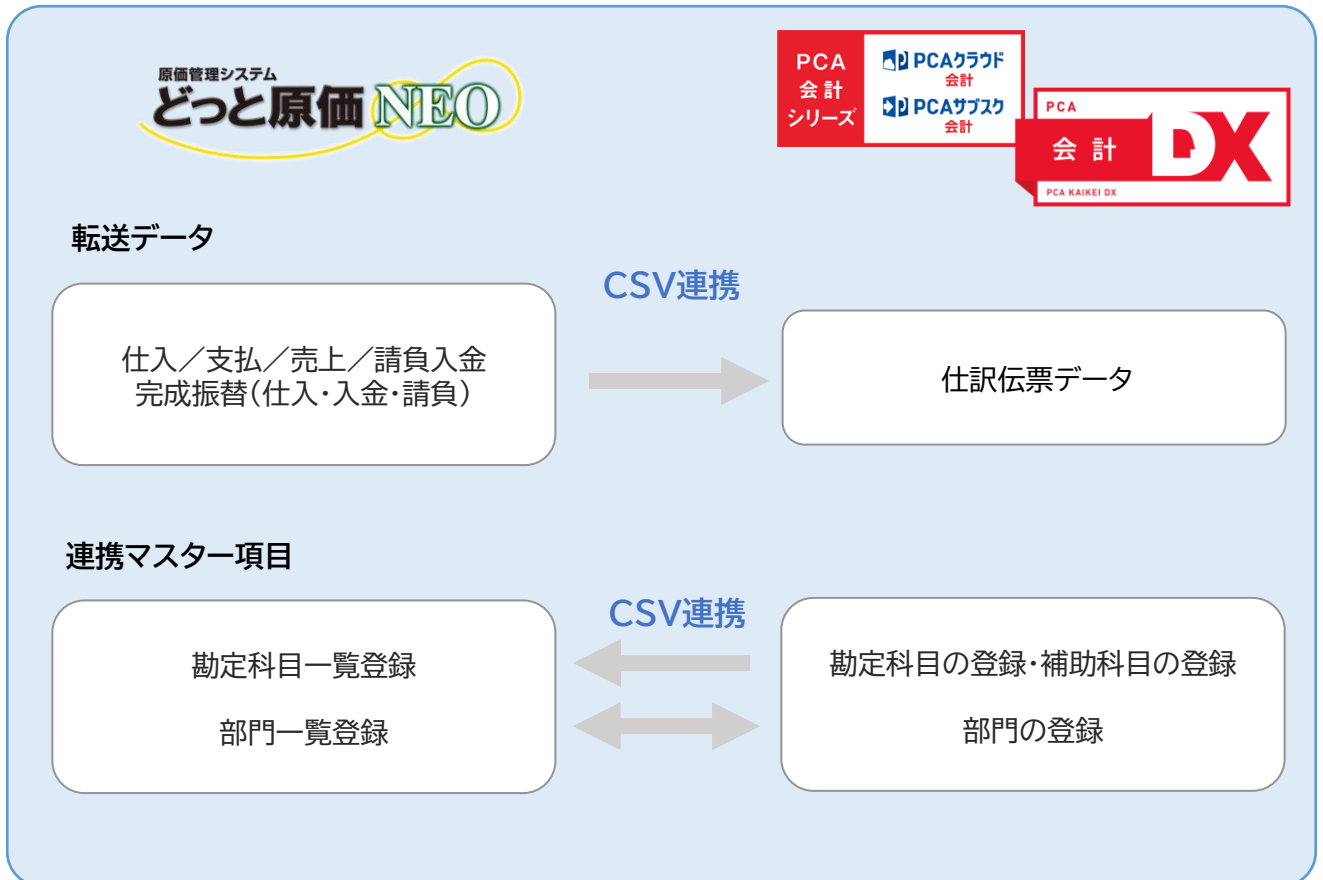 原価管理システム
どっと原価 NEO
PCA
会計
シリーズ
PCAクラウド
会計
PCAサブスク
会計
PCA
会計 DX
PCA KAIKEI DX
転送データ
CSV連携
仕入／支払／売上／請負入金
完成振替(仕入・入金・請負)
仕訳伝票データ
連携マスター項目
CSV連携
勘定科目一覧登録
部門一覧登録
勘定科目の登録・補助科目の登録
部門の登録